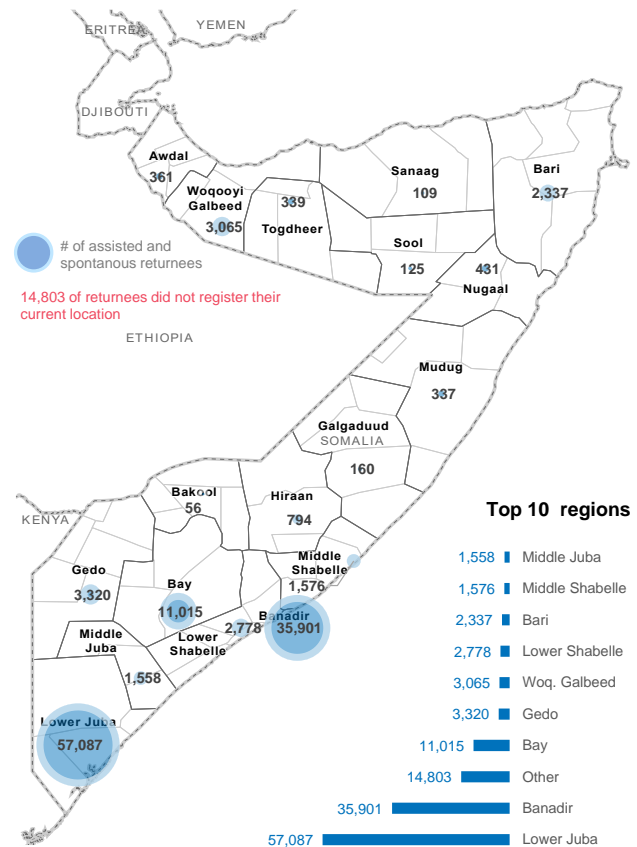 ERITREA
YEMEN
DJIBOUTI
Awdal
361
Woqooyi
Galbeed
3,065
339
Togdheer
Sanaag
109
Bari
2,337
Sool
125
431
Nugaal
# of assisted and
spontanous returnees
14,803 of returnees did not register their
current location
ETHIOPIA
Mudug
337
Galgaduud
SOMALIA
160
Bakool
56
Hiraan
794
KENYA
Gedo
3,320
Bay
11,015
Middle
Shabelle
1,576
Banadir
35,901
2,778
Lower
Shabelle
Middle
Juba
1,558
Lower Juba
57,087
Top 10 regions
1,558 Middle Juba
1,576 Middle Shabelle
2,337 Bari
2,778 Lower Shabelle
3,065 Woq. Galbeed
3,320 Gedo
11,015 Bay
14,803 Other
35,901 Banadir
57,087 Lower Juba